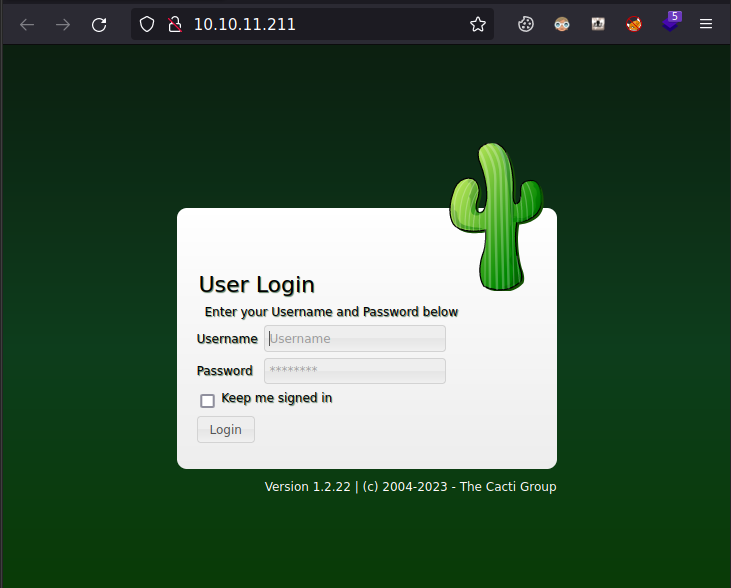 10.10.11.211
5
User Login
Enter your Username and Password below
Username Username
Password ********
Keep me signed in
Login
Version 1.2.22 | (c) 2004-2023 - The Cacti Group